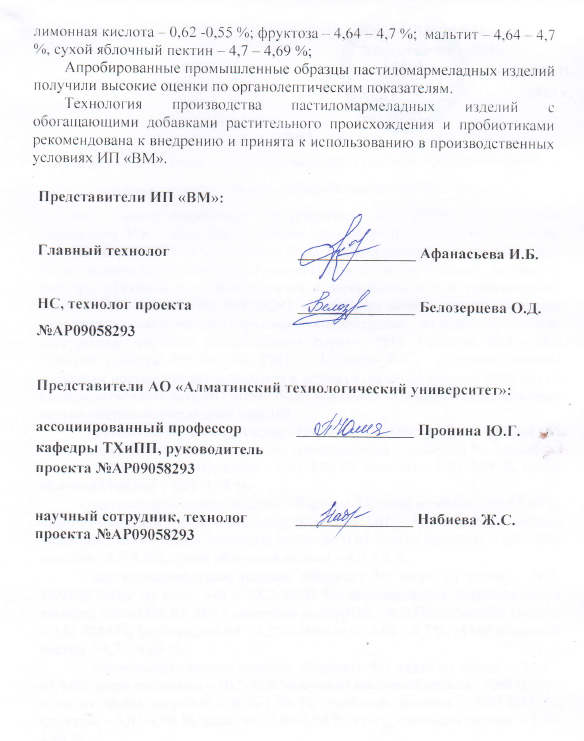 лимонная кислота – 0,62 -0,55 %; фруктоза – 4,64 – 4,7 %; мальтит – 4,64 – 4,7
%, сухой яблочный пектин – 4,7 – 4,69 %;
Апробированные промышленные образцы пастиломармеладных изделий
получили высокие оценки по органолептическим показателям.
Технология производства пастиломармеладных изделий с
обогащающими добавками растительного происхождения и пробиотиками
рекомендована к внедрению и принята к использованию в производственных
условиях ИП «ВМ».
Представители ИП «ВМ»:
Главный технолог Афанасьева И.Б.
НС, технолог проекта Белозерцева О.Д.
№АР09058293
Представители АО «Алматинский технологический университет»:
ассоциированный профессор Пронина Ю.Г.
кафедры ТХиПП, руководитель
проекта №АР09058293
научный сотрудник, технолог Набиева Ж.С.
проекта №АР09058293